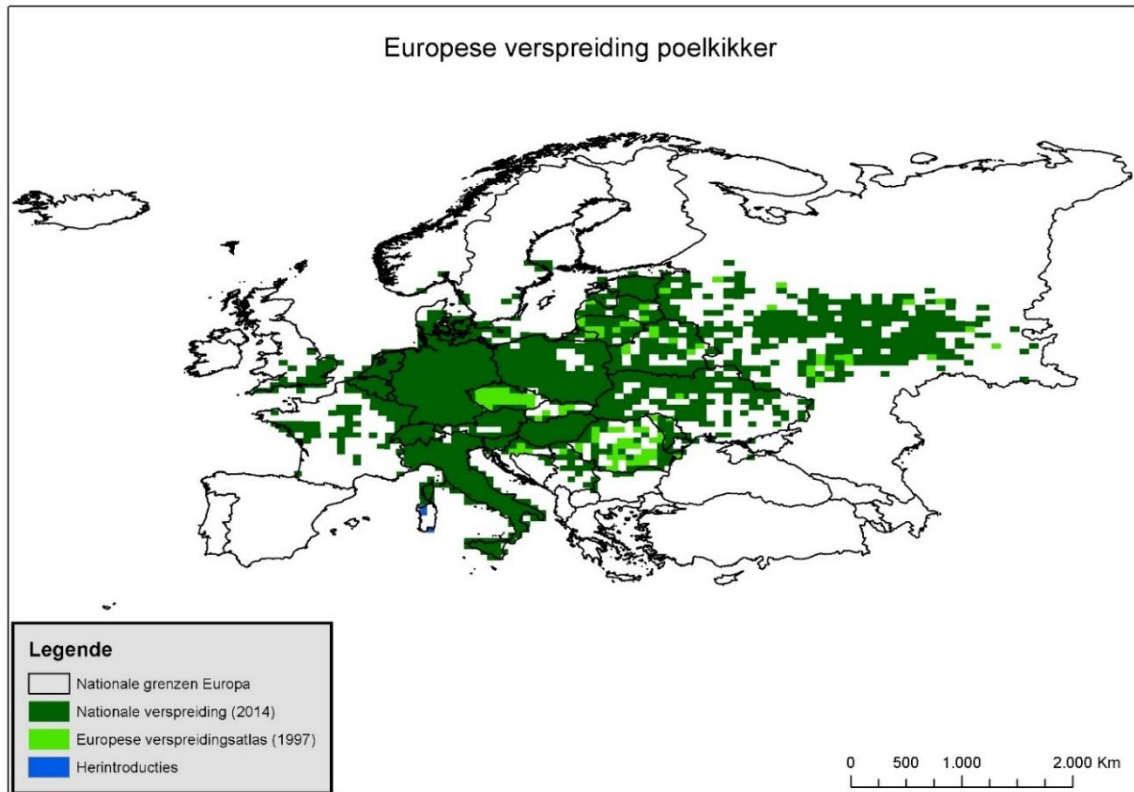 Europese verspreiding poelkikker
Legende
Nationale grenzen Europa
Nationale verspreiding (2014)
Europese verspreidingsatlas (1997)
Herintroducties
0 500 1.000 2.000 Km